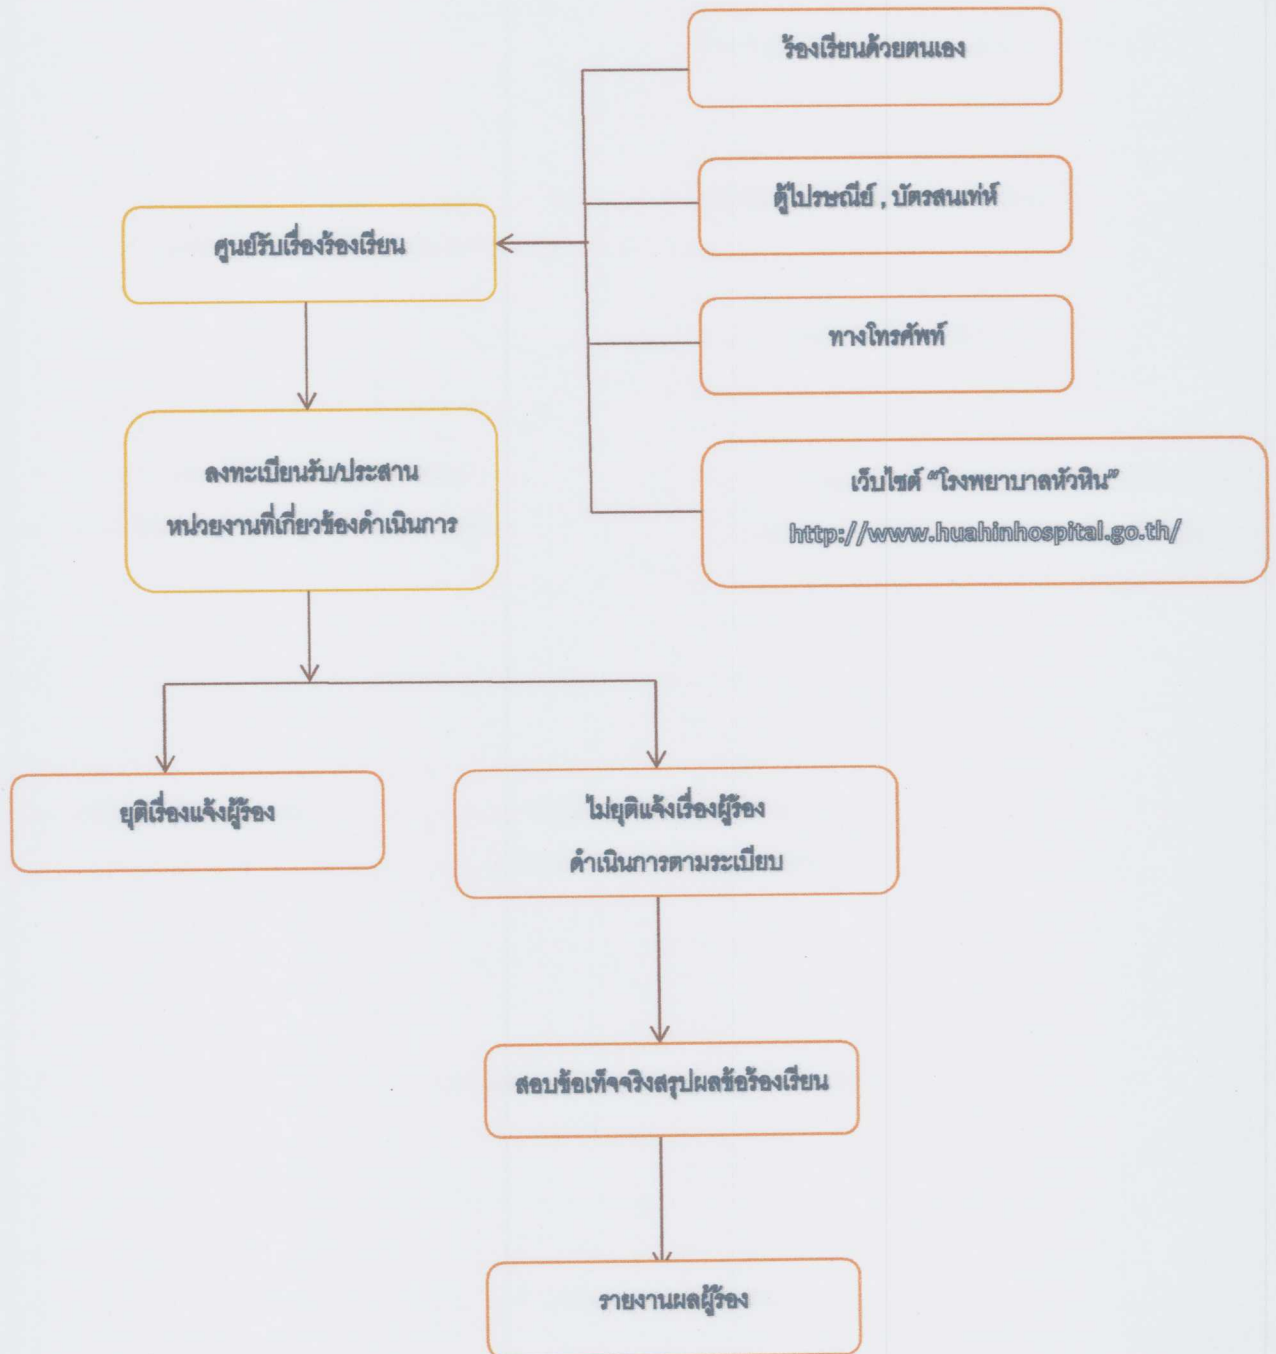 ร้องเรียนด้วยตนเอง
ตู้ไปรษณีย์ , บัตรสนเท่ห์
ศูนย์รับเรื่องร้องเรียน
ทางโทรศัพท์
ลงทะเบียนรับ/ประสาน
หน่วยงานที่เกี่ยวข้องดำเนินการ
เว็บไซต์ “โรงพยาบาลหัวหิน”
http://www.huahinhospital.go.th/
ยุติเรื่องแจ้งผู้ร้อง
ไม่ยุติแจ้งเรื่องผู้ร้อง
ดำเนินการตามระเบียบ
สอบข้อเท็จจริงสรุปผลข้อร้องเรียน
รายงานผลผู้ร้อง